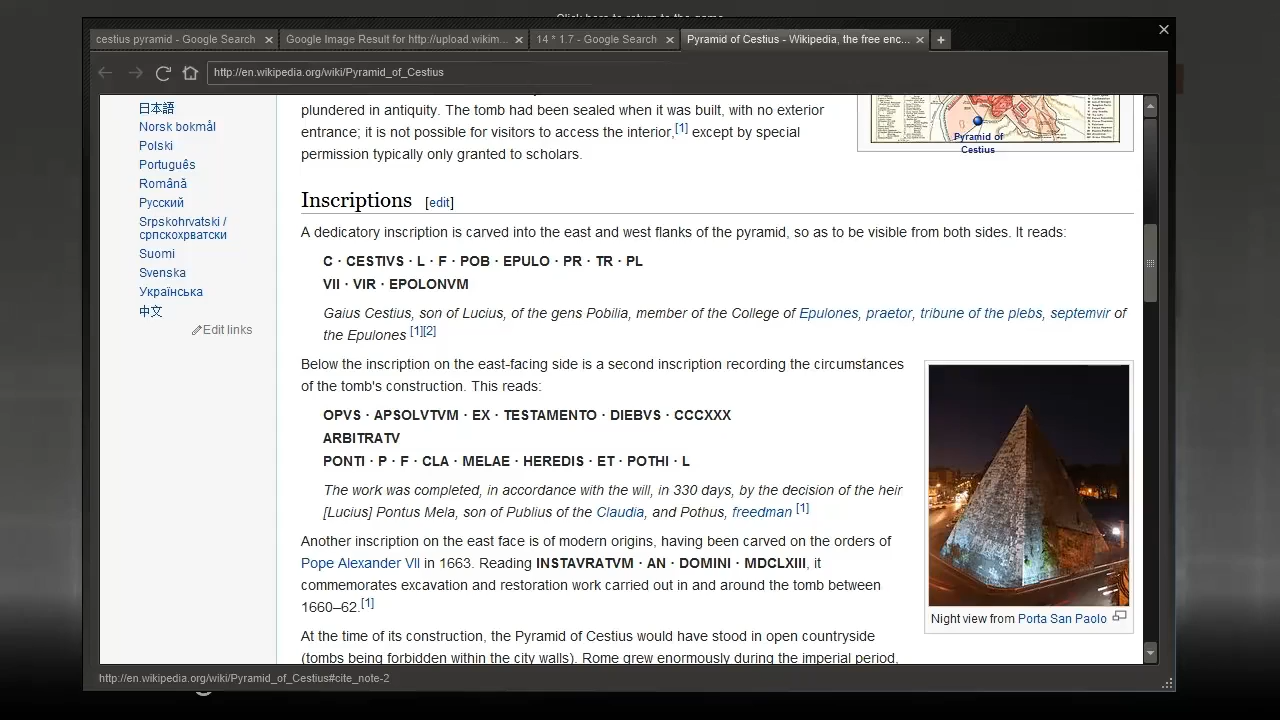 Click here to return to the game
cestius pyramid - Google Search
Google Image Result for http://upload.wikim...
14 * 1.7 - Google Search
Pyramid of Cestius - Wikipedia, the free enc...
http://en.wikipedia.org/wiki/Pyramid_of_Cestius
日本語
Norsk bokmål
Polski
Português
Română
Русский
Srpskohrvatski /
српскохрватски
Suomi
Svenska
Українська
中文
Edit links
plundered in antiquity. The tomb had been sealed when it was built, with no exterior
entrance; it is not possible for visitors to access the interior,[1] except by special
permission typically only granted to scholars.
Pyramid of
Cestius
Inscriptions [edit]
A dedicatory inscription is carved into the east and west flanks of the pyramid, so as to be visible from both sides. It reads:
C · CESTIVS · L · F · POB · EPULO · PR · TR · PL
VII · VIR · EPOLONVM
Gaius Cestius, son of Lucius, of the gens Pobilia, member of the College of Epulones, praetor, tribune of the plebs, septemvir of
the Epulones [1][2]
Below the inscription on the east-facing side is a second inscription recording the circumstances
of the tomb's construction. This reads:
OPVS · APSOLVTVM · EX · TESTAMENTO · DIEBVS · CCCXXX
ARBITRATV
PONTI · P · F · CLA · MELAE · HEREDIS · ET · POTHI · L
The work was completed, in accordance with the will, in 330 days, by the decision of the heir
[Lucius] Pontus Mela, son of Publius of the Claudia, and Pothus, freedman [1]
Another inscription on the east face is of modern origins, having been carved on the orders of
Pope Alexander VII in 1663. Reading INSTAVRATVM · AN · DOMINI · MDCLXIII, it
commemorates excavation and restoration work carried out in and around the tomb between
1660–62.[1]
At the time of its construction, the Pyramid of Cestius would have stood in open countryside
(tombs being forbidden within the city walls). Rome grew enormously during the imperial period,
Night view from Porta San Paolo
http://en.wikipedia.org/wiki/Pyramid_of_Cestius#cite_note-2